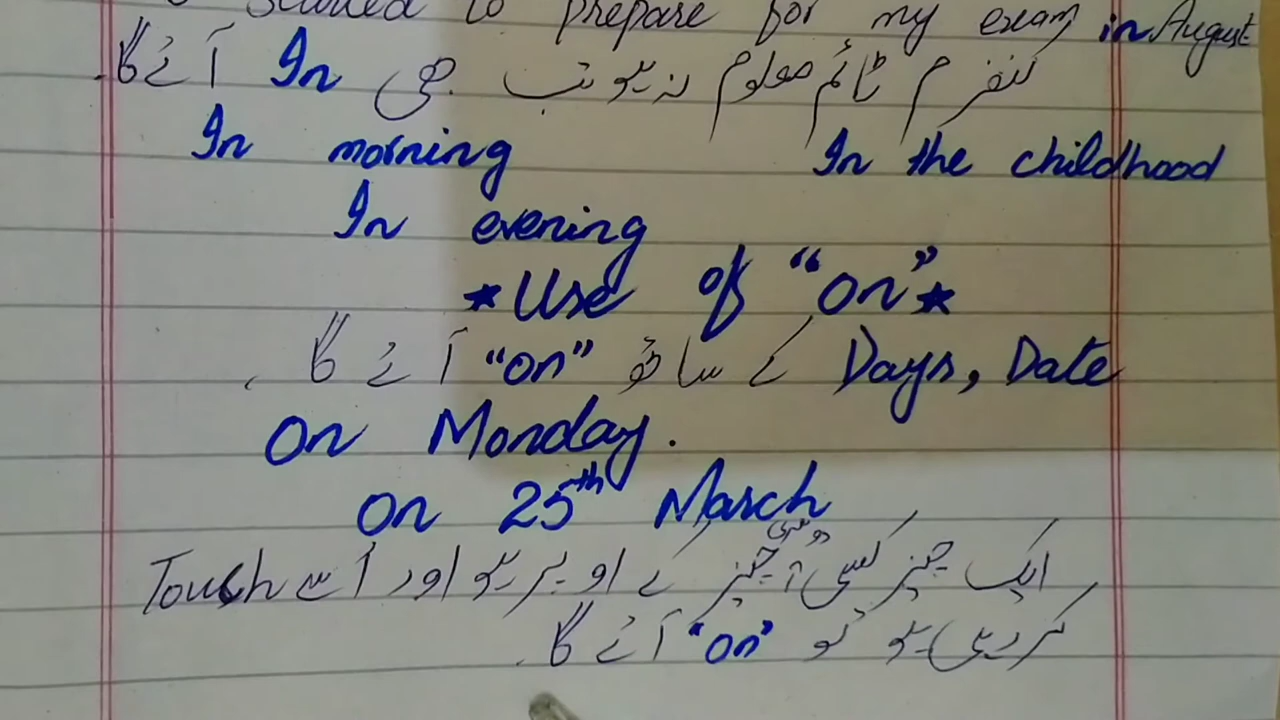 started to prepare for my exam in August
کنفرم ٹائم معلوم نہ ہو تب بھی In آئے گا۔
In morning In the childhood
In evening
★ Use of “on” ★
Days, Date کے ساتھ “on” آئے گا۔
On Monday.
On 25th March
ایک چیز کسی دوسری چیز کے اوپر ہو اور اُسے Touch
کر رہی ہو تو “on” آئے گا۔